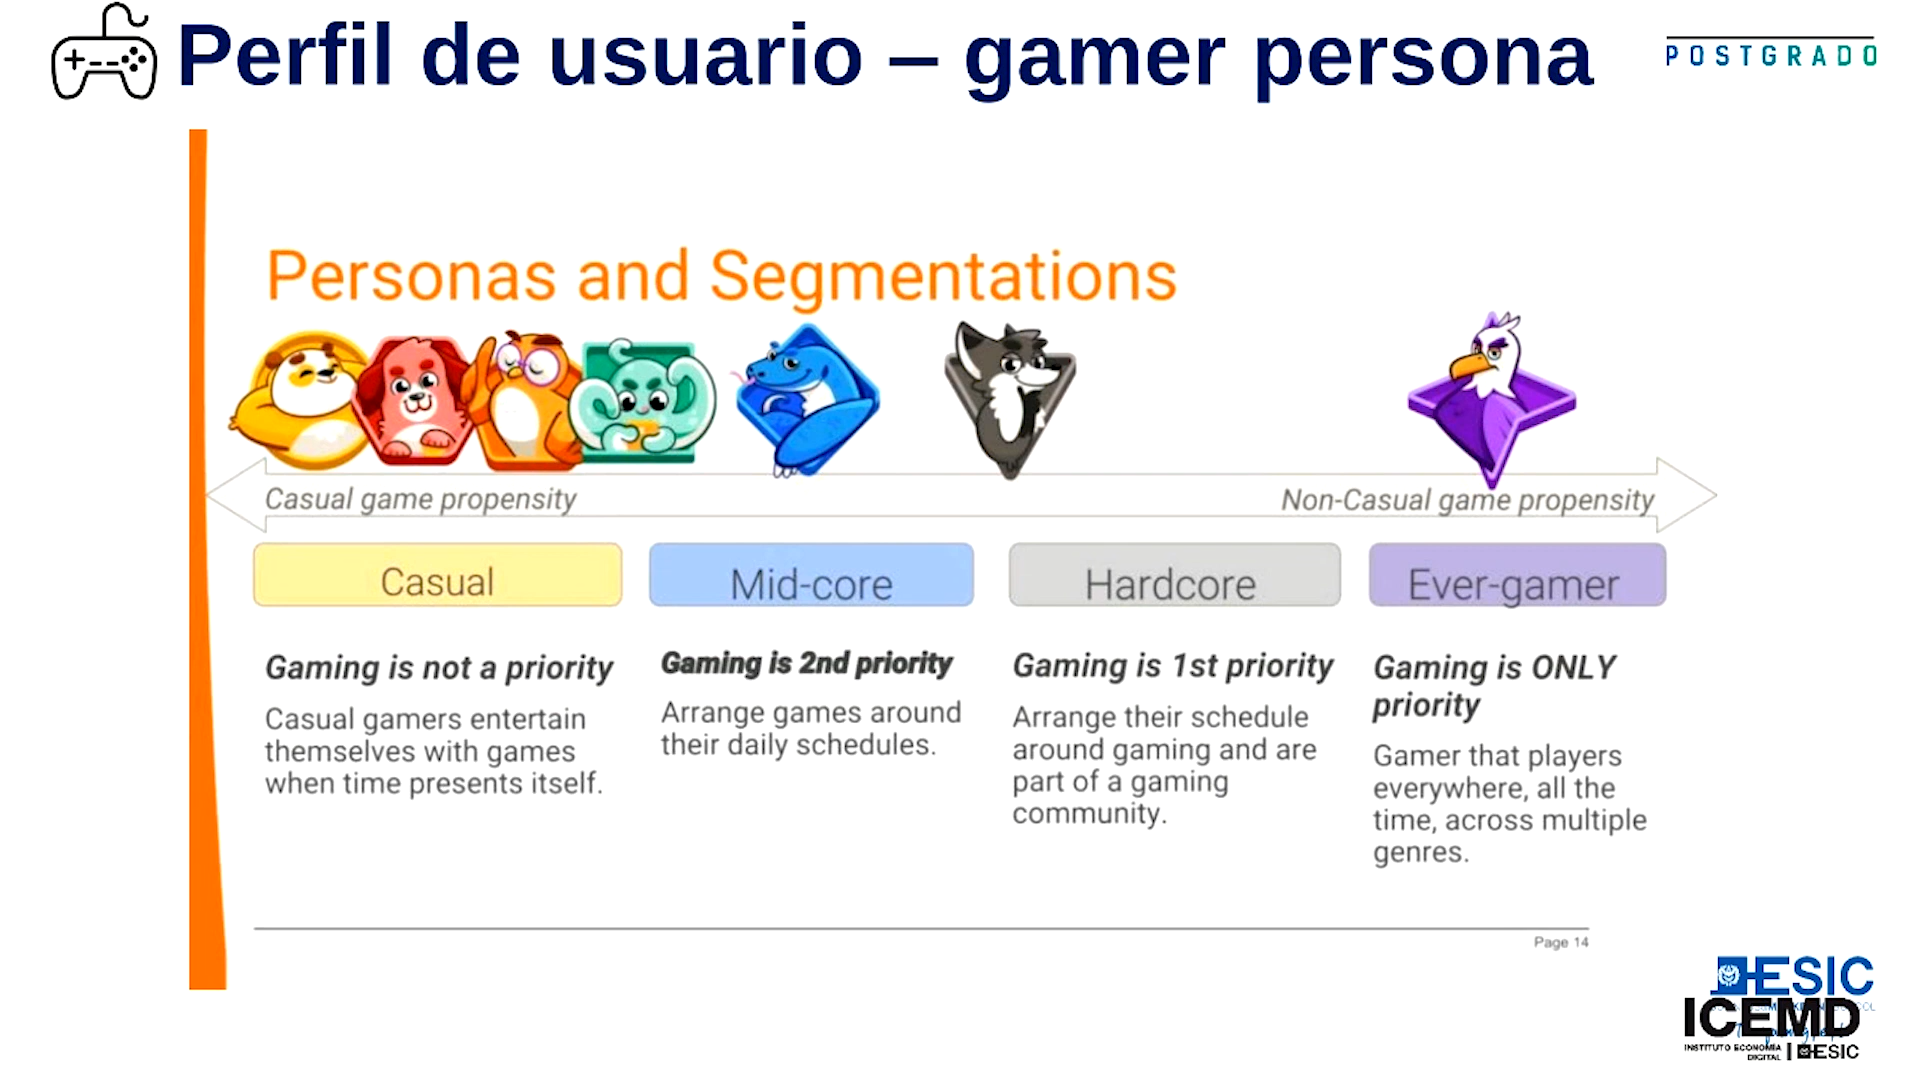 Perfil de usuario – gamer persona
POSTGRADO
Personas and Segmentations
Casual game propensity
Non-Casual game propensity
Casual
Mid-core
Hardcore
Ever-gamer
Gaming is not a priority
Casual gamers entertain
themselves with games
when time presents itself.
Gaming is 2nd priority
Arrange games around
their daily schedules.
Gaming is 1st priority
Arrange their schedule
around gaming and are
part of a gaming
community.
Gaming is ONLY
priority
Gamer that players
everywhere, all the
time, across multiple
genres.
Page 14
ESIC
ICEMD
INSTITUTO ECONOMÍA
DIGITAL
ESIC